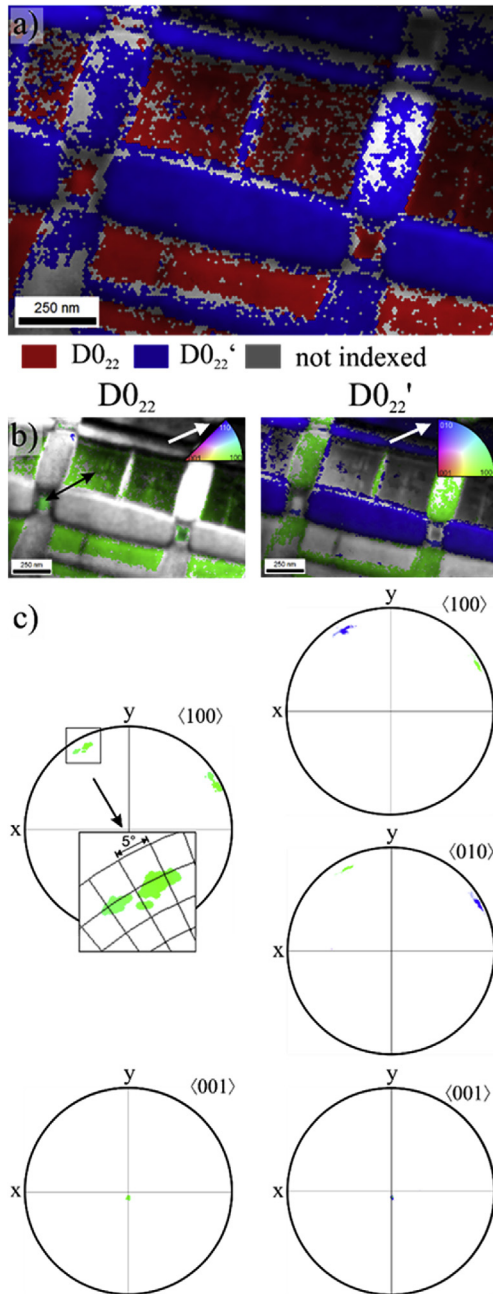 a)
250 nm
D0₂₂ D0₂₂‘ not indexed
D0₂₂ D0₂₂'
b)
110
001 100
250 nm
010
001 100
250 nm
c)
y
⟨100⟩
x
y
⟨100⟩
x
5°
y
⟨010⟩
x
y
⟨001⟩
x
y
⟨001⟩
x